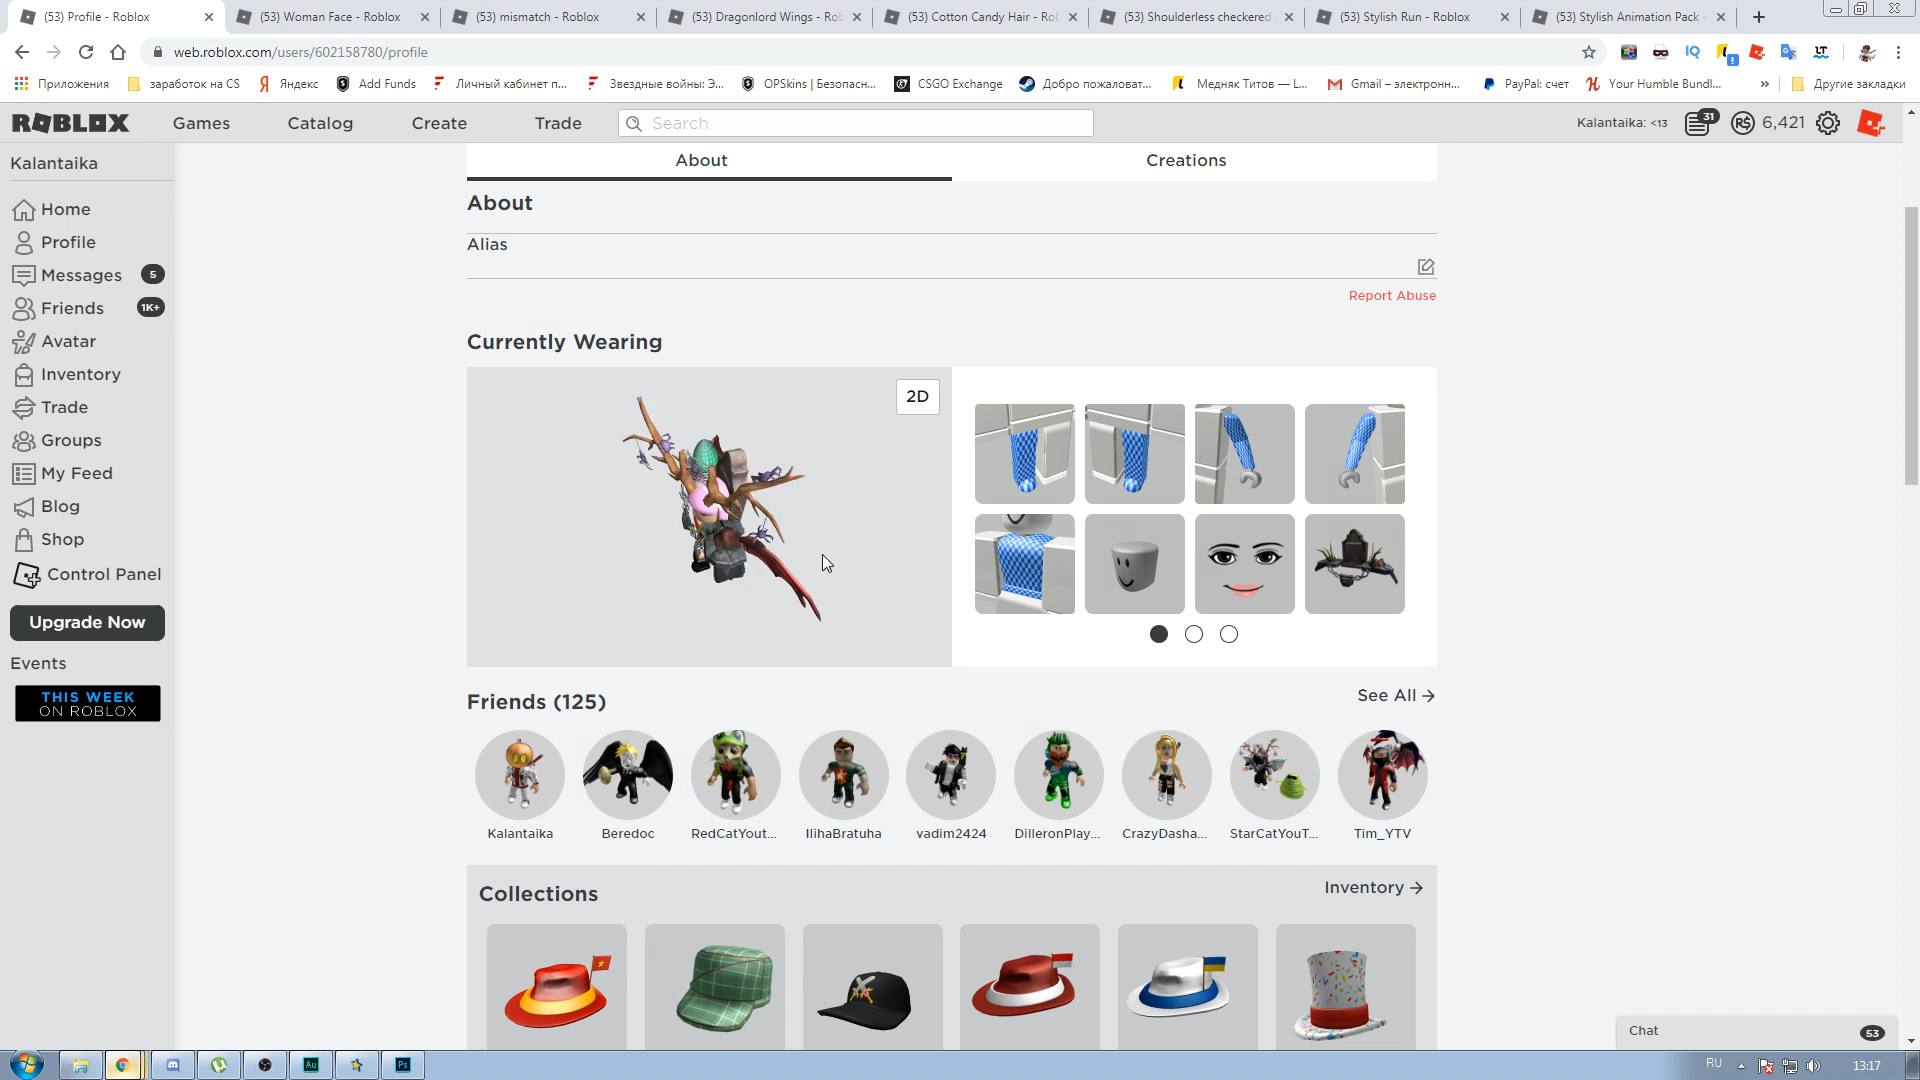 (53) Profile - Roblox
(53) Woman Face - Roblox
(53) mismatch - Roblox
(53) Dragonlord Wings - Rob
(53) Cotton Candy Hair - Rob
(53) Shoulderless checkered
(53) Stylish Run - Roblox
(53) Stylish Animation Pack -
web.roblox.com/users/602158780/profile
Приложения
заработок на CS
Яндекс
Add Funds
Личный кабинет п...
Звездные войны: Э...
OPSkins | Безопасн...
CSGO Exchange
Добро пожаловат...
Медняк Титов — L...
Gmail – электронн...
PayPal: счет
Your Humble Bundl...
»
Другие закладки
ROBLOX
Games
Catalog
Create
Trade
Search
Kalantaika: <13
31
6,421
Kalantaika
Home
Profile
Messages
5
Friends
1K+
Avatar
Inventory
Trade
Groups
My Feed
Blog
Shop
Control Panel
Upgrade Now
Events
THIS WEEK
ON ROBLOX
About
Creations
About
Alias
Report Abuse
Currently Wearing
2D
Friends (125)
See All →
Kalantaika
Beredoc
RedCatYout...
IlihaBratuha
vadim2424
DilleronPlay...
CrazyDasha...
StarCatYouT...
Tim_YTV
Collections
Inventory →
Chat
53
Au
Ps
RU
13:17